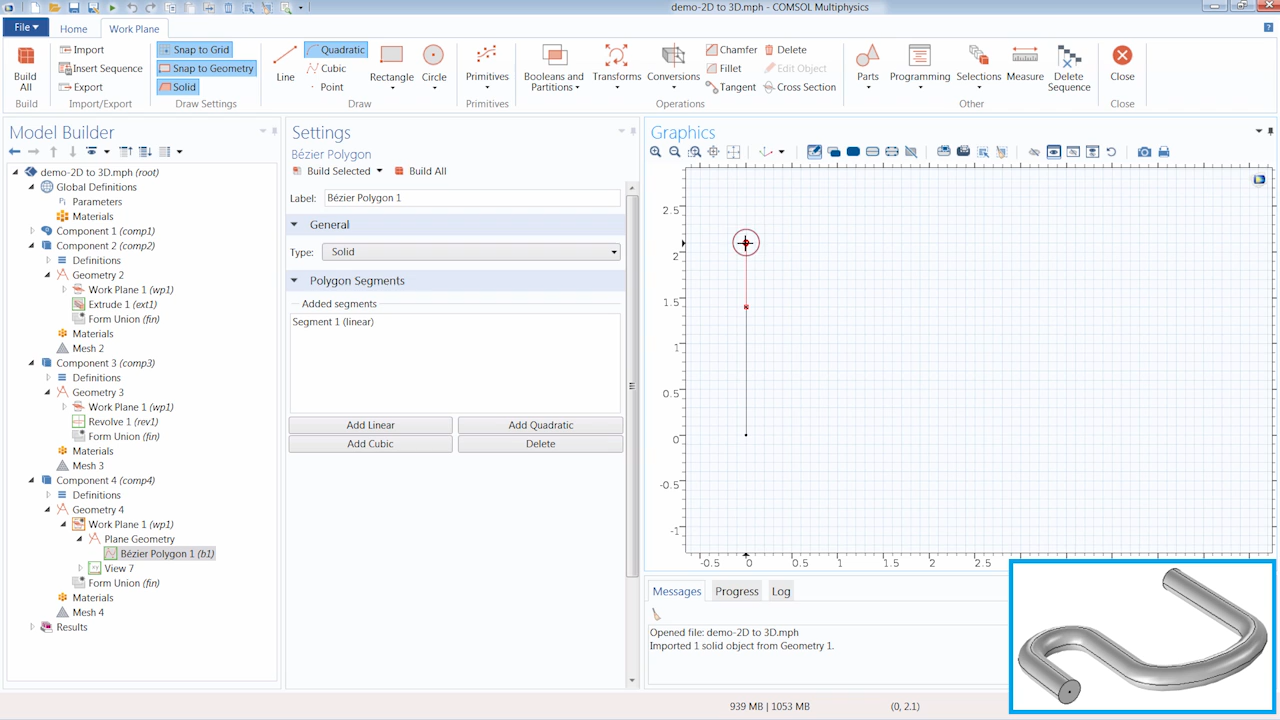 demo-2D to 3D.mph - COMSOL Multiphysics
File
Home
Work Plane
Build All
Build
Import
Insert Sequence
Export
Import/Export
Snap to Grid
Snap to Geometry
Solid
Draw Settings
Line
Quadratic
Cubic
Point
Rectangle
Circle
Draw
Primitives
Primitives
Booleans and Partitions
Transforms
Conversions
Chamfer
Fillet
Tangent
Delete
Edit Object
Cross Section
Operations
Parts
Programming
Selections
Measure
Delete Sequence
Other
Close
Close
Model Builder
demo-2D to 3D.mph (root)
Global Definitions
Pi Parameters
Materials
Component 1 (comp1)
Component 2 (comp2)
Definitions
Geometry 2
Work Plane 1 (wp1)
Extrude 1 (ext1)
Form Union (fin)
Materials
Mesh 2
Component 3 (comp3)
Definitions
Geometry 3
Work Plane 1 (wp1)
Revolve 1 (rev1)
Form Union (fin)
Materials
Mesh 3
Component 4 (comp4)
Definitions
Geometry 4
Work Plane 1 (wp1)
Plane Geometry
Bézier Polygon 1 (b1)
View 7
Form Union (fin)
Materials
Mesh 4
Results
Settings
Bézier Polygon
Build Selected
Build All
Label: Bézier Polygon 1
General
Type: Solid
Polygon Segments
Added segments
Segment 1 (linear)
Add Linear
Add Quadratic
Add Cubic
Delete
Graphics
2.5
2
1.5
1
0.5
0
-0.5
-1
-0.5 0 0.5 1 1.5 2 2.5
Messages
Progress
Log
Opened file: demo-2D to 3D.mph
Imported 1 solid object from Geometry 1.
939 MB | 1053 MB
(0, 2.1)